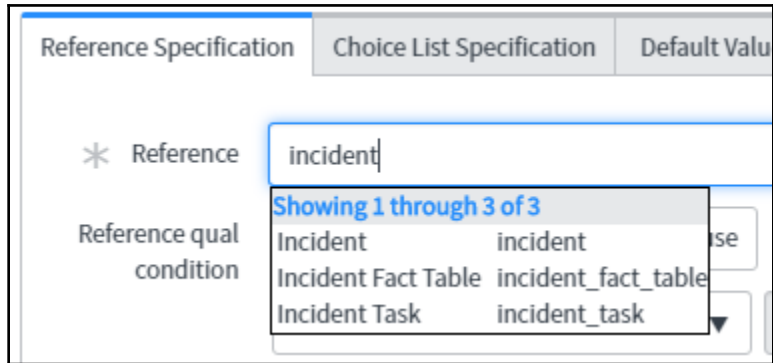 Reference Specification Choice List Specification Default Valu
Reference incident
Showing 1 through 3 of 3
Reference qual condition
Incident incident
Incident Fact Table incident_fact_table
Incident Task incident_task